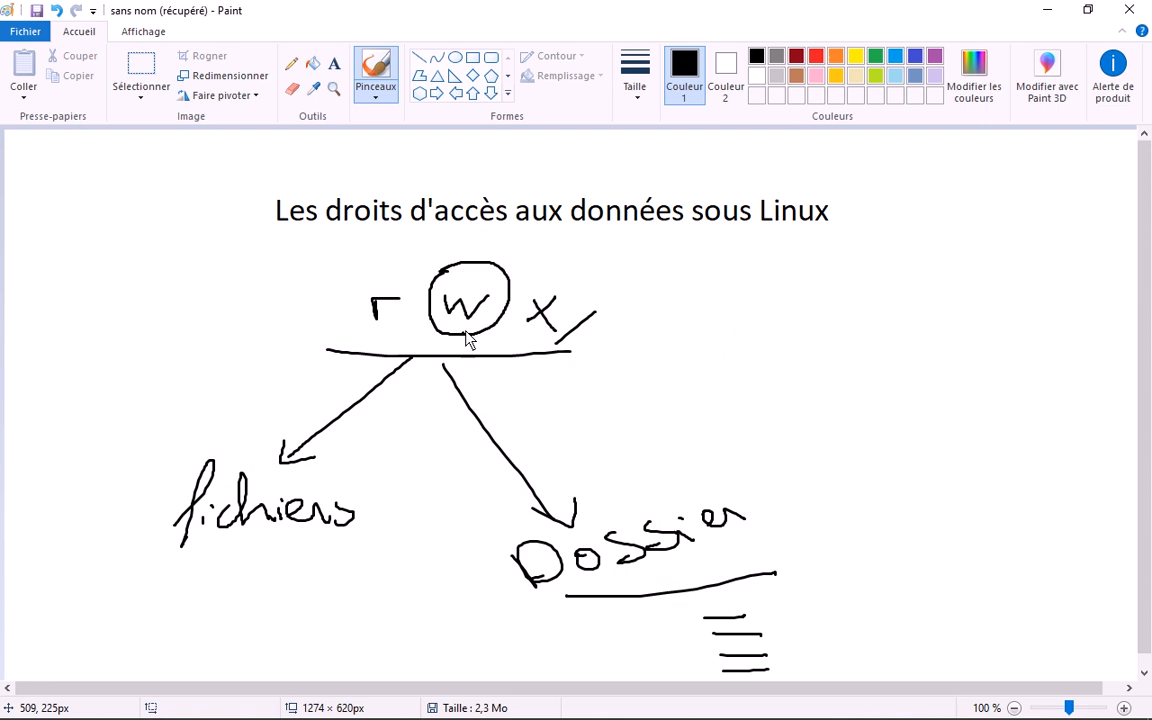 sans nom (récupéré) - Paint
Fichier Accueil Affichage
Coller
Couper
Copier
Presse-papiers
Sélectionner
Rogner
Redimensionner
Faire pivoter
Image
A
Outils
Pinceaux
Contour
Remplissage
Formes
Taille
Couleur 1
Couleur 2
Modifier les couleurs
Couleurs
Modifier avec Paint 3D
Alerte de produit
Les droits d'accès aux données sous Linux
r w x
fichiers
Dossier
509, 225px
1274 × 620px
Taille : 2,3 Mo
100 %